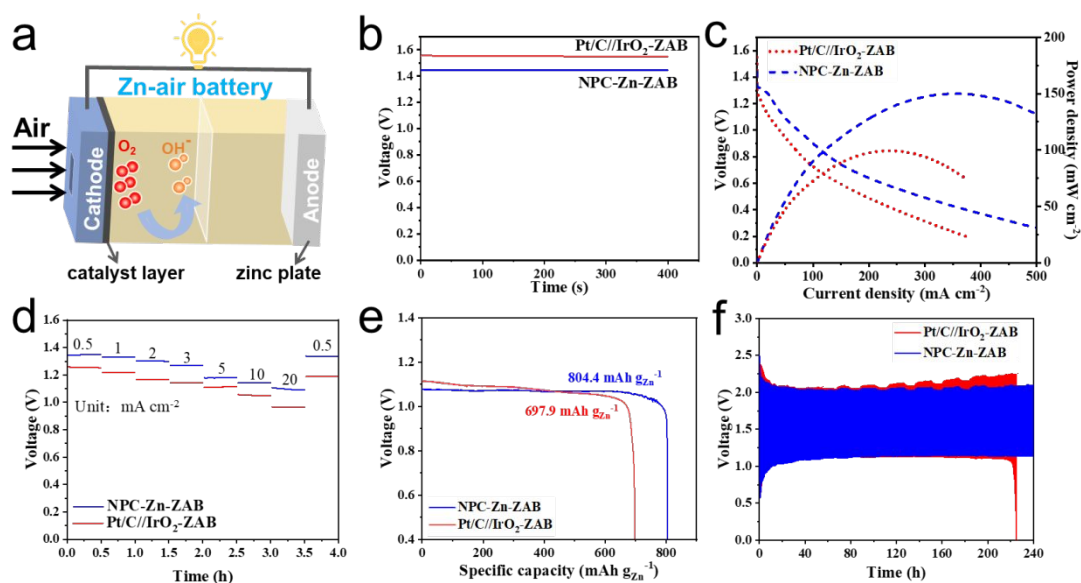 a
Zn-air battery
Air
O₂
OH⁻
Cathode
Anode
catalyst layer
zinc plate
b
Voltage (V)
1.6
1.4
1.2
1.0
0.8
0.6
0.4
0.2
0.0
Pt/C//IrO₂-ZAB
NPC-Zn-ZAB
0 100 200 300 400 500
Time (s)
c
Voltage (V)
1.8
1.6
1.4
1.2
1.0
0.8
0.6
0.4
0.2
0.0
Pt/C//IrO₂-ZAB
NPC-Zn-ZAB
200
150
100
50
0
Power density (mW cm⁻²)
0 100 200 300 400 500
Current density (mA cm⁻²)
d
Voltage (V)
1.6
1.4
1.2
1.0
0.8
0.6
0.4
0.5 1 2 3 5 10 20 0.5
Unit: mA cm⁻²
NPC-Zn-ZAB
Pt/C//IrO₂-ZAB
0.0 0.5 1.0 1.5 2.0 2.5 3.0 3.5 4.0
Time (h)
e
Voltage (V)
1.4
1.2
1.0
0.8
0.6
0.4
804.4 mAh gZn⁻¹
697.9 mAh gZn⁻¹
NPC-Zn-ZAB
Pt/C//IrO₂-ZAB
0 200 400 600 800
Specific capacity (mAh gZn⁻¹)
f
Voltage (V)
3.0
2.5
2.0
1.5
1.0
0.5
0.0
Pt/C//IrO₂-ZAB
NPC-Zn-ZAB
0 40 80 120 160 200 240
Time (h)